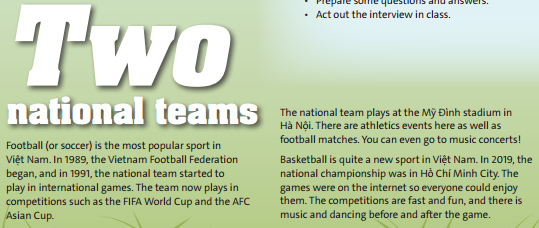 Prepare some questions and answers.
• Act out the interview in class.
Two
national teams
Football (or soccer) is the most popular sport in
Việt Nam. In 1989, the Vietnam Football Federation
began, and in 1991, the national team started to
play in international games. The team now plays in
competitions such as the FIFA World Cup and the AFC
Asian Cup.
The national team plays at the Mỹ Đình stadium in
Hà Nội. There are athletics events here as well as
football matches. You can even go to music concerts!
Basketball is quite a new sport in Việt Nam. In 2019, the
national championship was in Hồ Chí Minh City. The
games were on the internet so everyone could enjoy
them. The competitions are fast and fun, and there is
music and dancing before and after the game.